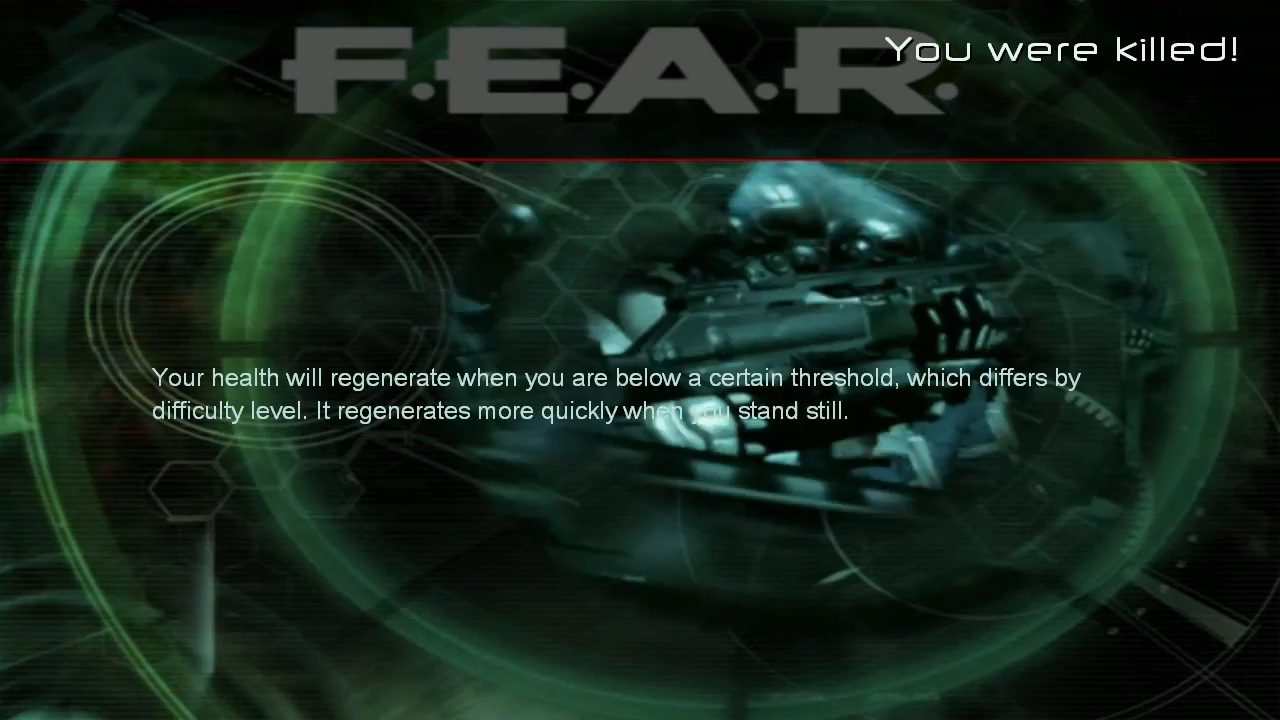 F.E.A.R.
You were killed!
Your health will regenerate when you are below a certain threshold, which differs by
difficulty level. It regenerates more quickly when you stand still.